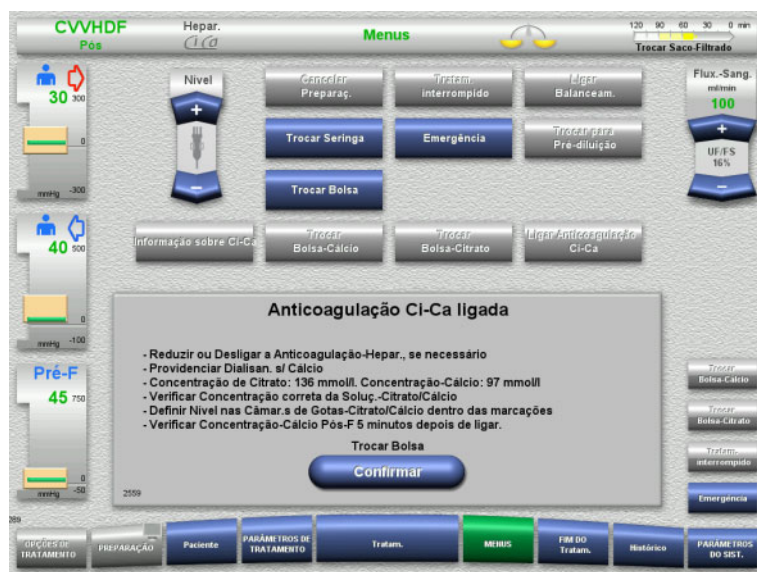 CVVHDF
Pós
Hepar.
Menus
120 90 60 30 0 min
Trocar Saco-Filtrado
30
300
0
mmHg -300
Nível
+
−
Cancelar
Preparaç.
Tratam.
interrompido
Ligar
Balanceam.
Trocar Seringa
Emergência
Trocar para
Pré-diluição
Trocar Bolsa
Flux.-Sang.
ml/min
100
+
UF/FS
16%
−
40
500
0
mmHg -100
Informação sobre Ci-Ca
Trocar
Bolsa-Cálcio
Trocar
Bolsa-Citrato
Ligar Anticoagulação
Ci-Ca
Anticoagulação Ci-Ca ligada
- Reduzir ou Desligar a Anticoagulação-Hepar., se necessário
- Providenciar Dialisan. s/ Cálcio
- Concentração de Citrato: 136 mmol/l. Concentração-Cálcio: 97 mmol/l
- Verificar Concentração correta da Soluç.-Citrato/Cálcio
- Definir Nível nas Câmar.s de Gotas-Citrato/Cálcio dentro das marcações
- Verificar Concentração-Cálcio Pós-F 5 minutos depois de ligar.
Trocar Bolsa
Confirmar
2559
Pré-F
45
750
0
mmHg -50
Trocar
Bolsa-Cálcio
Trocar
Bolsa-Citrato
Tratam.
interrompido
Emergência
OPÇÕES DE
TRATAMENTO
PREPARAÇÃO
Paciente
PARÂMETROS DE
TRATAMENTO
Tratam.
MENUS
FIM DO
Tratam.
Histórico
PARÂMETROS
DO SIST.